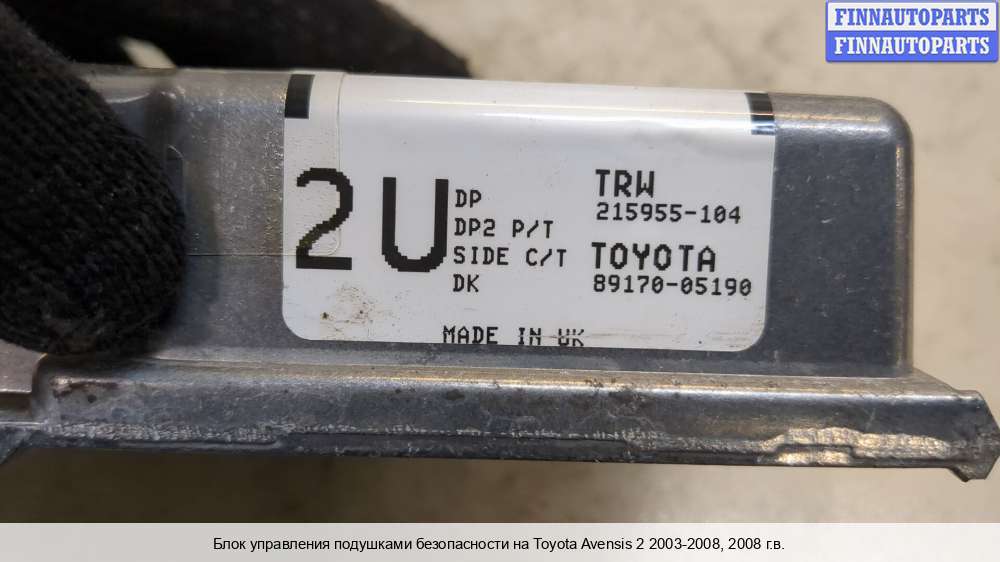 FINNAUTOPARTS
FINNAUTOPARTS
2U
DP
DP2 P/T
SIDE C/T
DK
TRW
215955-104
TOYOTA
89170-05190
MADE IN UK
Блок управления подушками безопасности на Toyota Avensis 2 2003-2008, 2008 г.в.